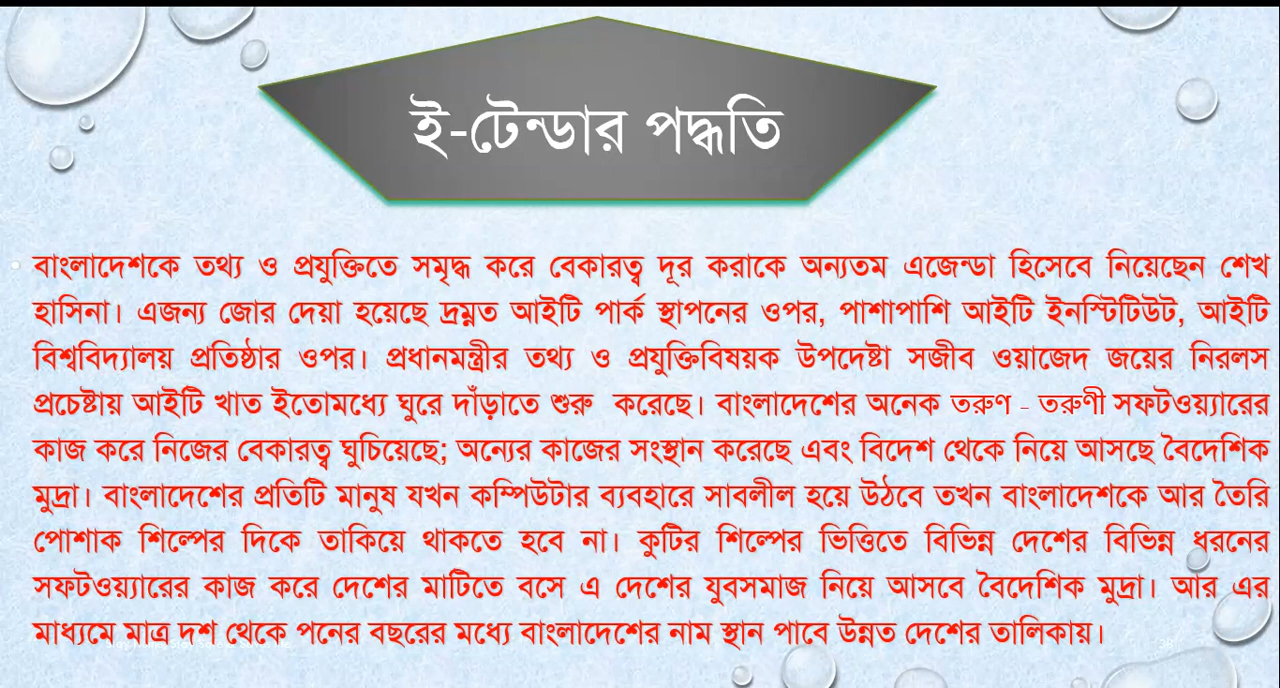 ই-টেন্ডার পদ্ধতি
বাংলাদেশকে তথ্য ও প্রযুক্তিতে সমৃদ্ধ করে বেকারত্ব দূর করাকে অন্যতম এজেন্ডা হিসেবে নিয়েছেন শেখ
হাসিনা। এজন্য জোর দেয়া হয়েছে দ্রম্নত আইটি পার্ক স্থাপনের ওপর, পাশাপাশি আইটি ইনস্টিটিউট, আইটি
বিশ্ববিদ্যালয় প্রতিষ্ঠার ওপর। প্রধানমন্ত্রীর তথ্য ও প্রযুক্তিবিষয়ক উপদেষ্টা সজীব ওয়াজেদ জয়ের নিরলস
প্রচেষ্টায় আইটি খাত ইতোমধ্যে ঘুরে দাঁড়াতে শুরু করেছে। বাংলাদেশের অনেক তরুণ - তরুণী সফটওয়্যারের
কাজ করে নিজের বেকারত্ব ঘুচিয়েছে; অন্যের কাজের সংস্থান করেছে এবং বিদেশ থেকে নিয়ে আসছে বৈদেশিক
মুদ্রা। বাংলাদেশের প্রতিটি মানুষ যখন কম্পিউটার ব্যবহারে সাবলীল হয়ে উঠবে তখন বাংলাদেশকে আর তৈরি
পোশাক শিল্পের দিকে তাকিয়ে থাকতে হবে না। কুটির শিল্পের ভিত্তিতে বিভিন্ন দেশের বিভিন্ন ধরনের
সফটওয়্যারের কাজ করে দেশের মাটিতে বসে এ দেশের যুবসমাজ নিয়ে আসবে বৈদেশিক মুদ্রা। আর এর
মাধ্যমে মাত্র দশ থেকে পনের বছরের মধ্যে বাংলাদেশের নাম স্থান পাবে উন্নত দেশের তালিকায়।